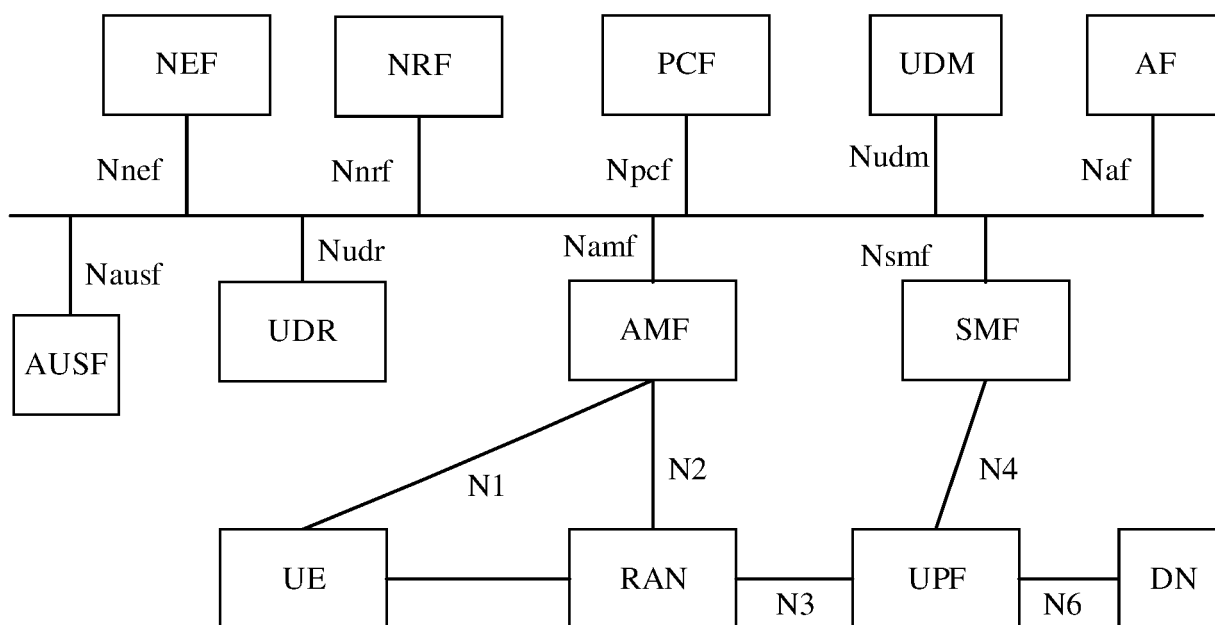 NEF
NRF
PCF
UDM
AF
Nnef
Nnrf
Npcf
Nudm
Naf
Nausf
Nudr
Namf
Nsmf
AUSF
UDR
AMF
SMF
N1
N2
N4
UE
RAN
N3
UPF
N6
DN